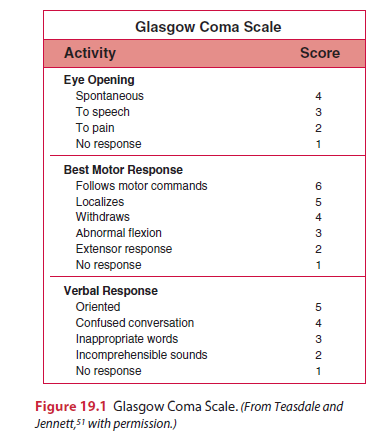 Glasgow Coma Scale
Activity Score
Eye Opening
Spontaneous 4
To speech 3
To pain 2
No response 1
Best Motor Response
Follows motor commands 6
Localizes 5
Withdraws 4
Abnormal flexion 3
Extensor response 2
No response 1
Verbal Response
Oriented 5
Confused conversation 4
Inappropriate words 3
Incomprehensible sounds 2
No response 1
Figure 19.1 Glasgow Coma Scale. (From Teasdale and
Jennett,51 with permission.)